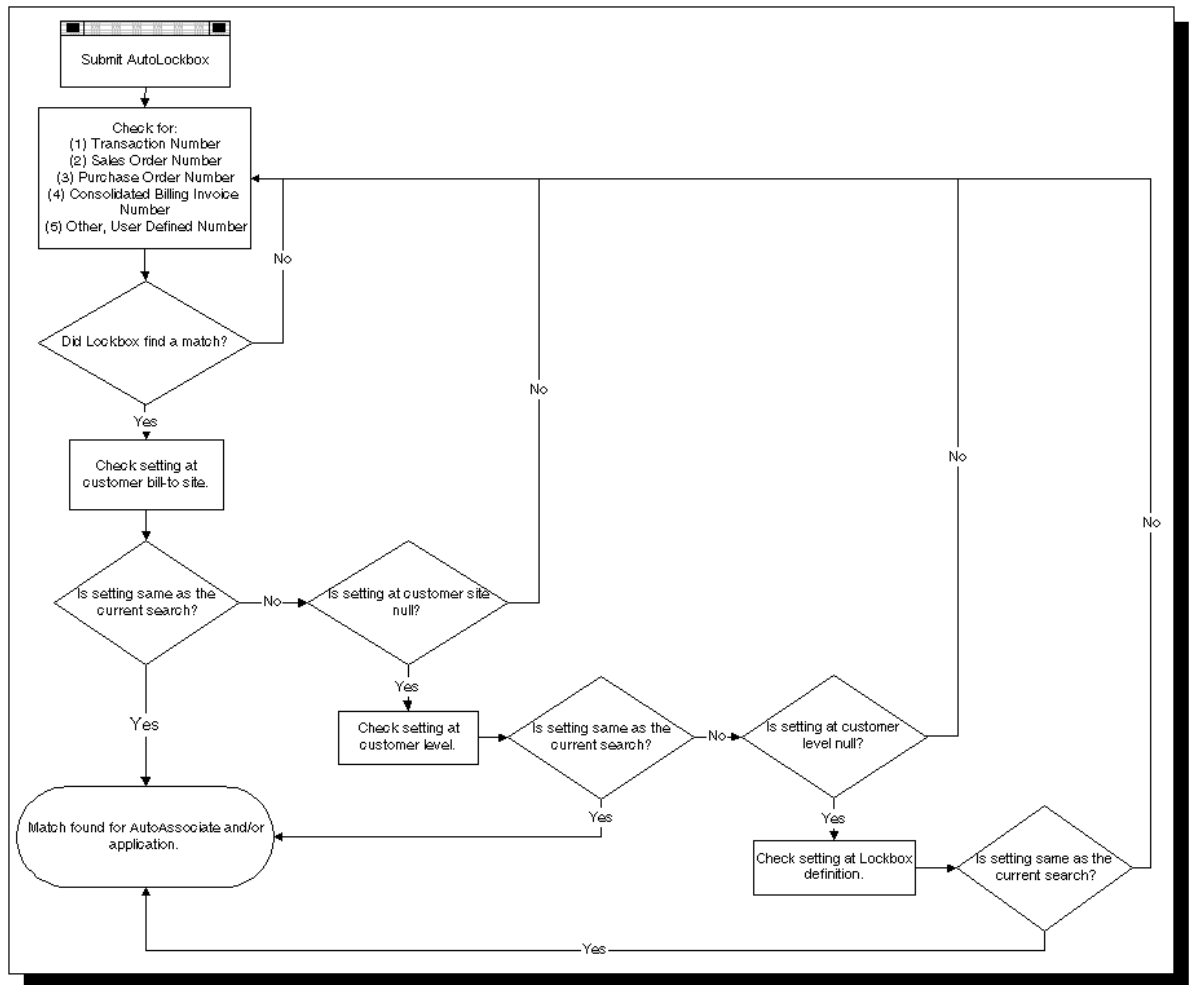 Submit AutoLockbox
Check for:
(1) Transaction Number
(2) Sales Order Number
(3) Purchase Order Number
(4) Consolidated Billing Invoice
Number
(5) Other, User Defined Number
No
Did Lockbox find a match?
Yes
No
Check setting at
customer bill-to site.
No
No
Is setting same as the
current search?
No
Is setting at customer site
null?
Yes
Yes
Check setting at
customer level.
Is setting same as the
current search?
No
Is setting at customer
level null?
Yes
Yes
Match found for AutoAssociate and/or
application.
Check setting at Lockbox
definition.
Is setting same as the
current search?
Yes